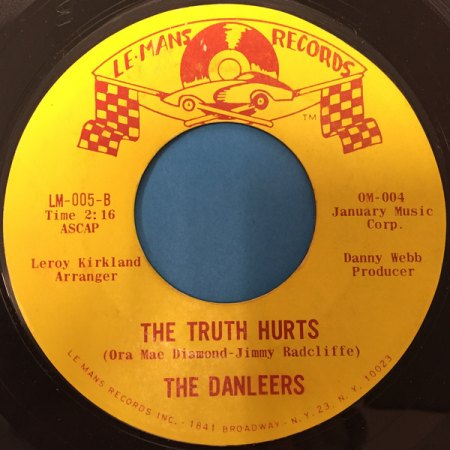 LE·MANS RECORDS
TM
LM-005-B
Time 2:16
ASCAP
OM-004
January Music
Corp.
Leroy Kirkland
Arranger
Danny Webb
Producer
THE TRUTH HURTS
(Ora Mae Diamond-Jimmy Radcliffe)
THE DANLEERS
LE MANS RECORDS INC. - 1841 BROADWAY - N.Y. 23, N.Y. 10023